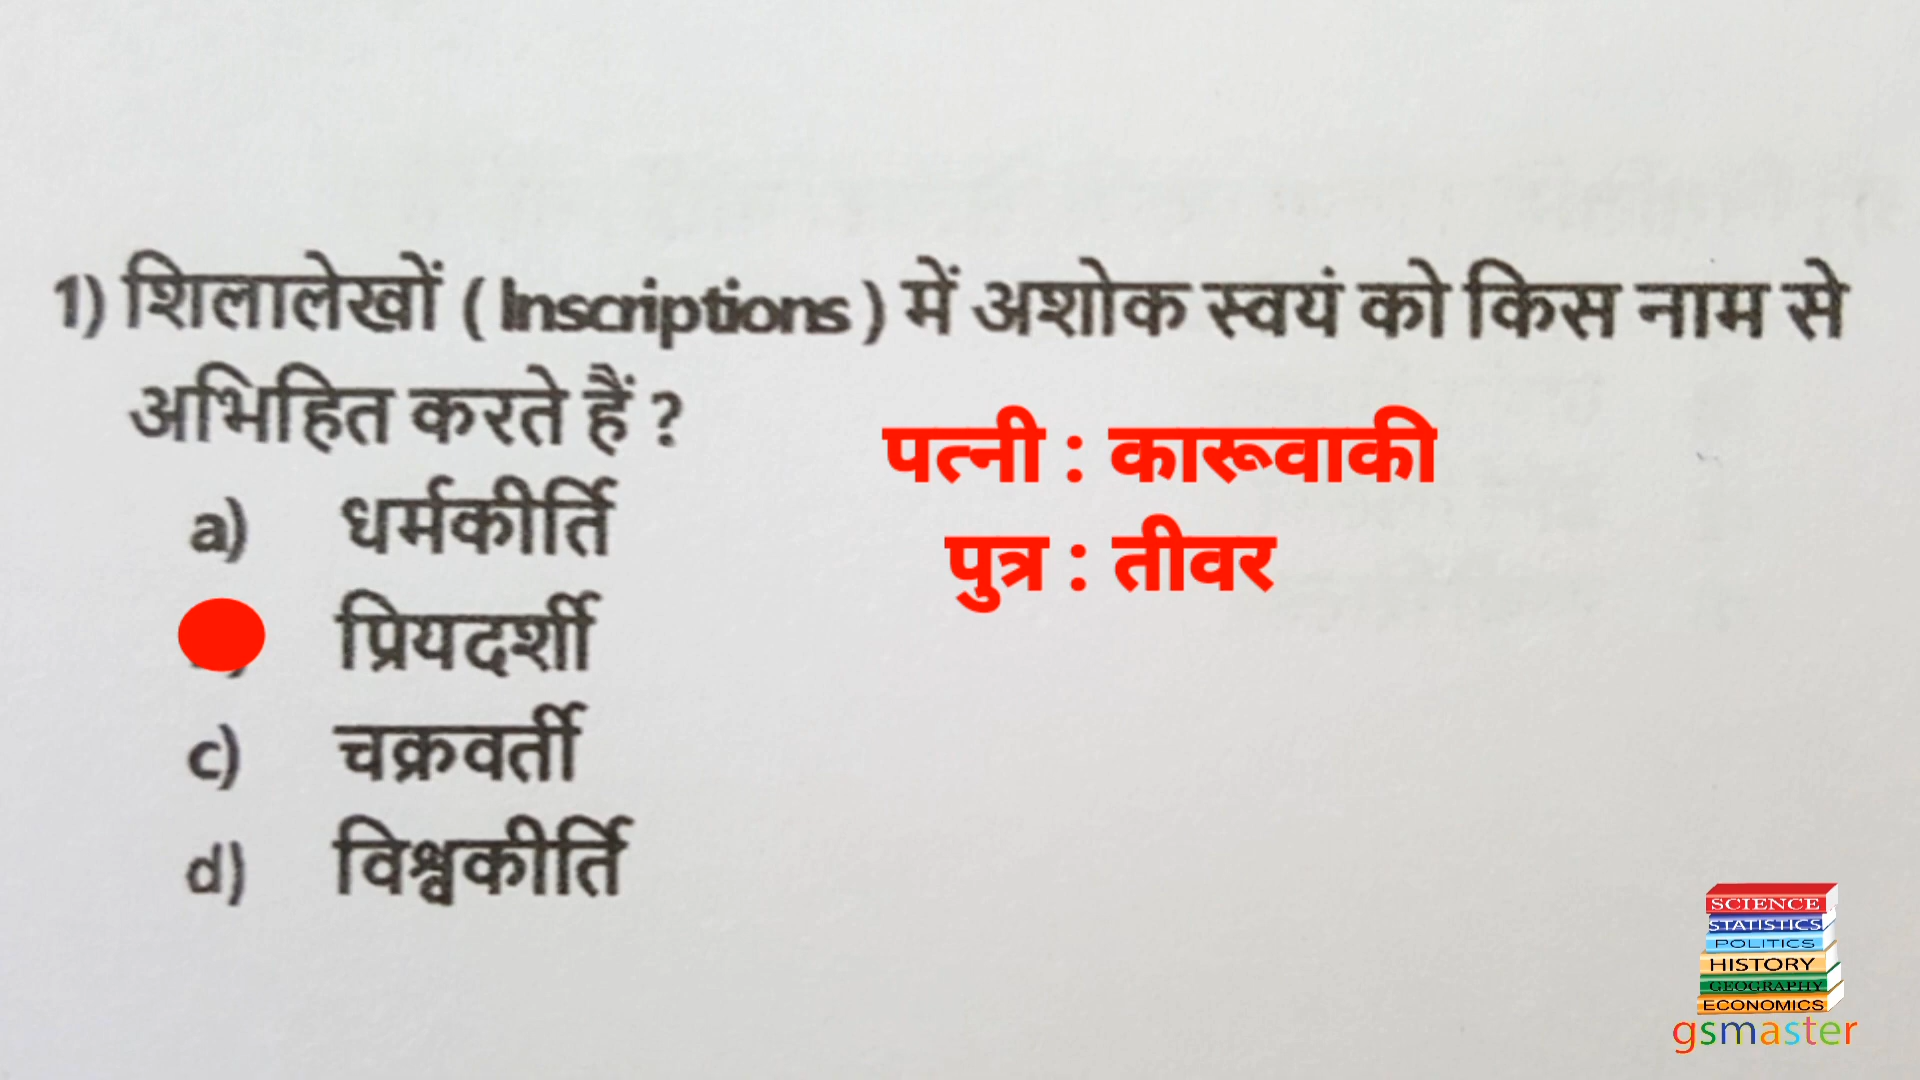 1) शिलालेखों ( Inscriptions ) में अशोक स्वयं को किस नाम से
अभिहित करते हैं ?
पत्नी : कारूवाकी
पुत्र : तीवर
a) धर्मकीर्ति
प्रियदर्शी
c) चक्रवर्ती
d) विश्वकीर्ति
SCIENCE
STATISTICS
POLITICS
HISTORY
GEOGRAPHY
ECONOMICS
gsmaster